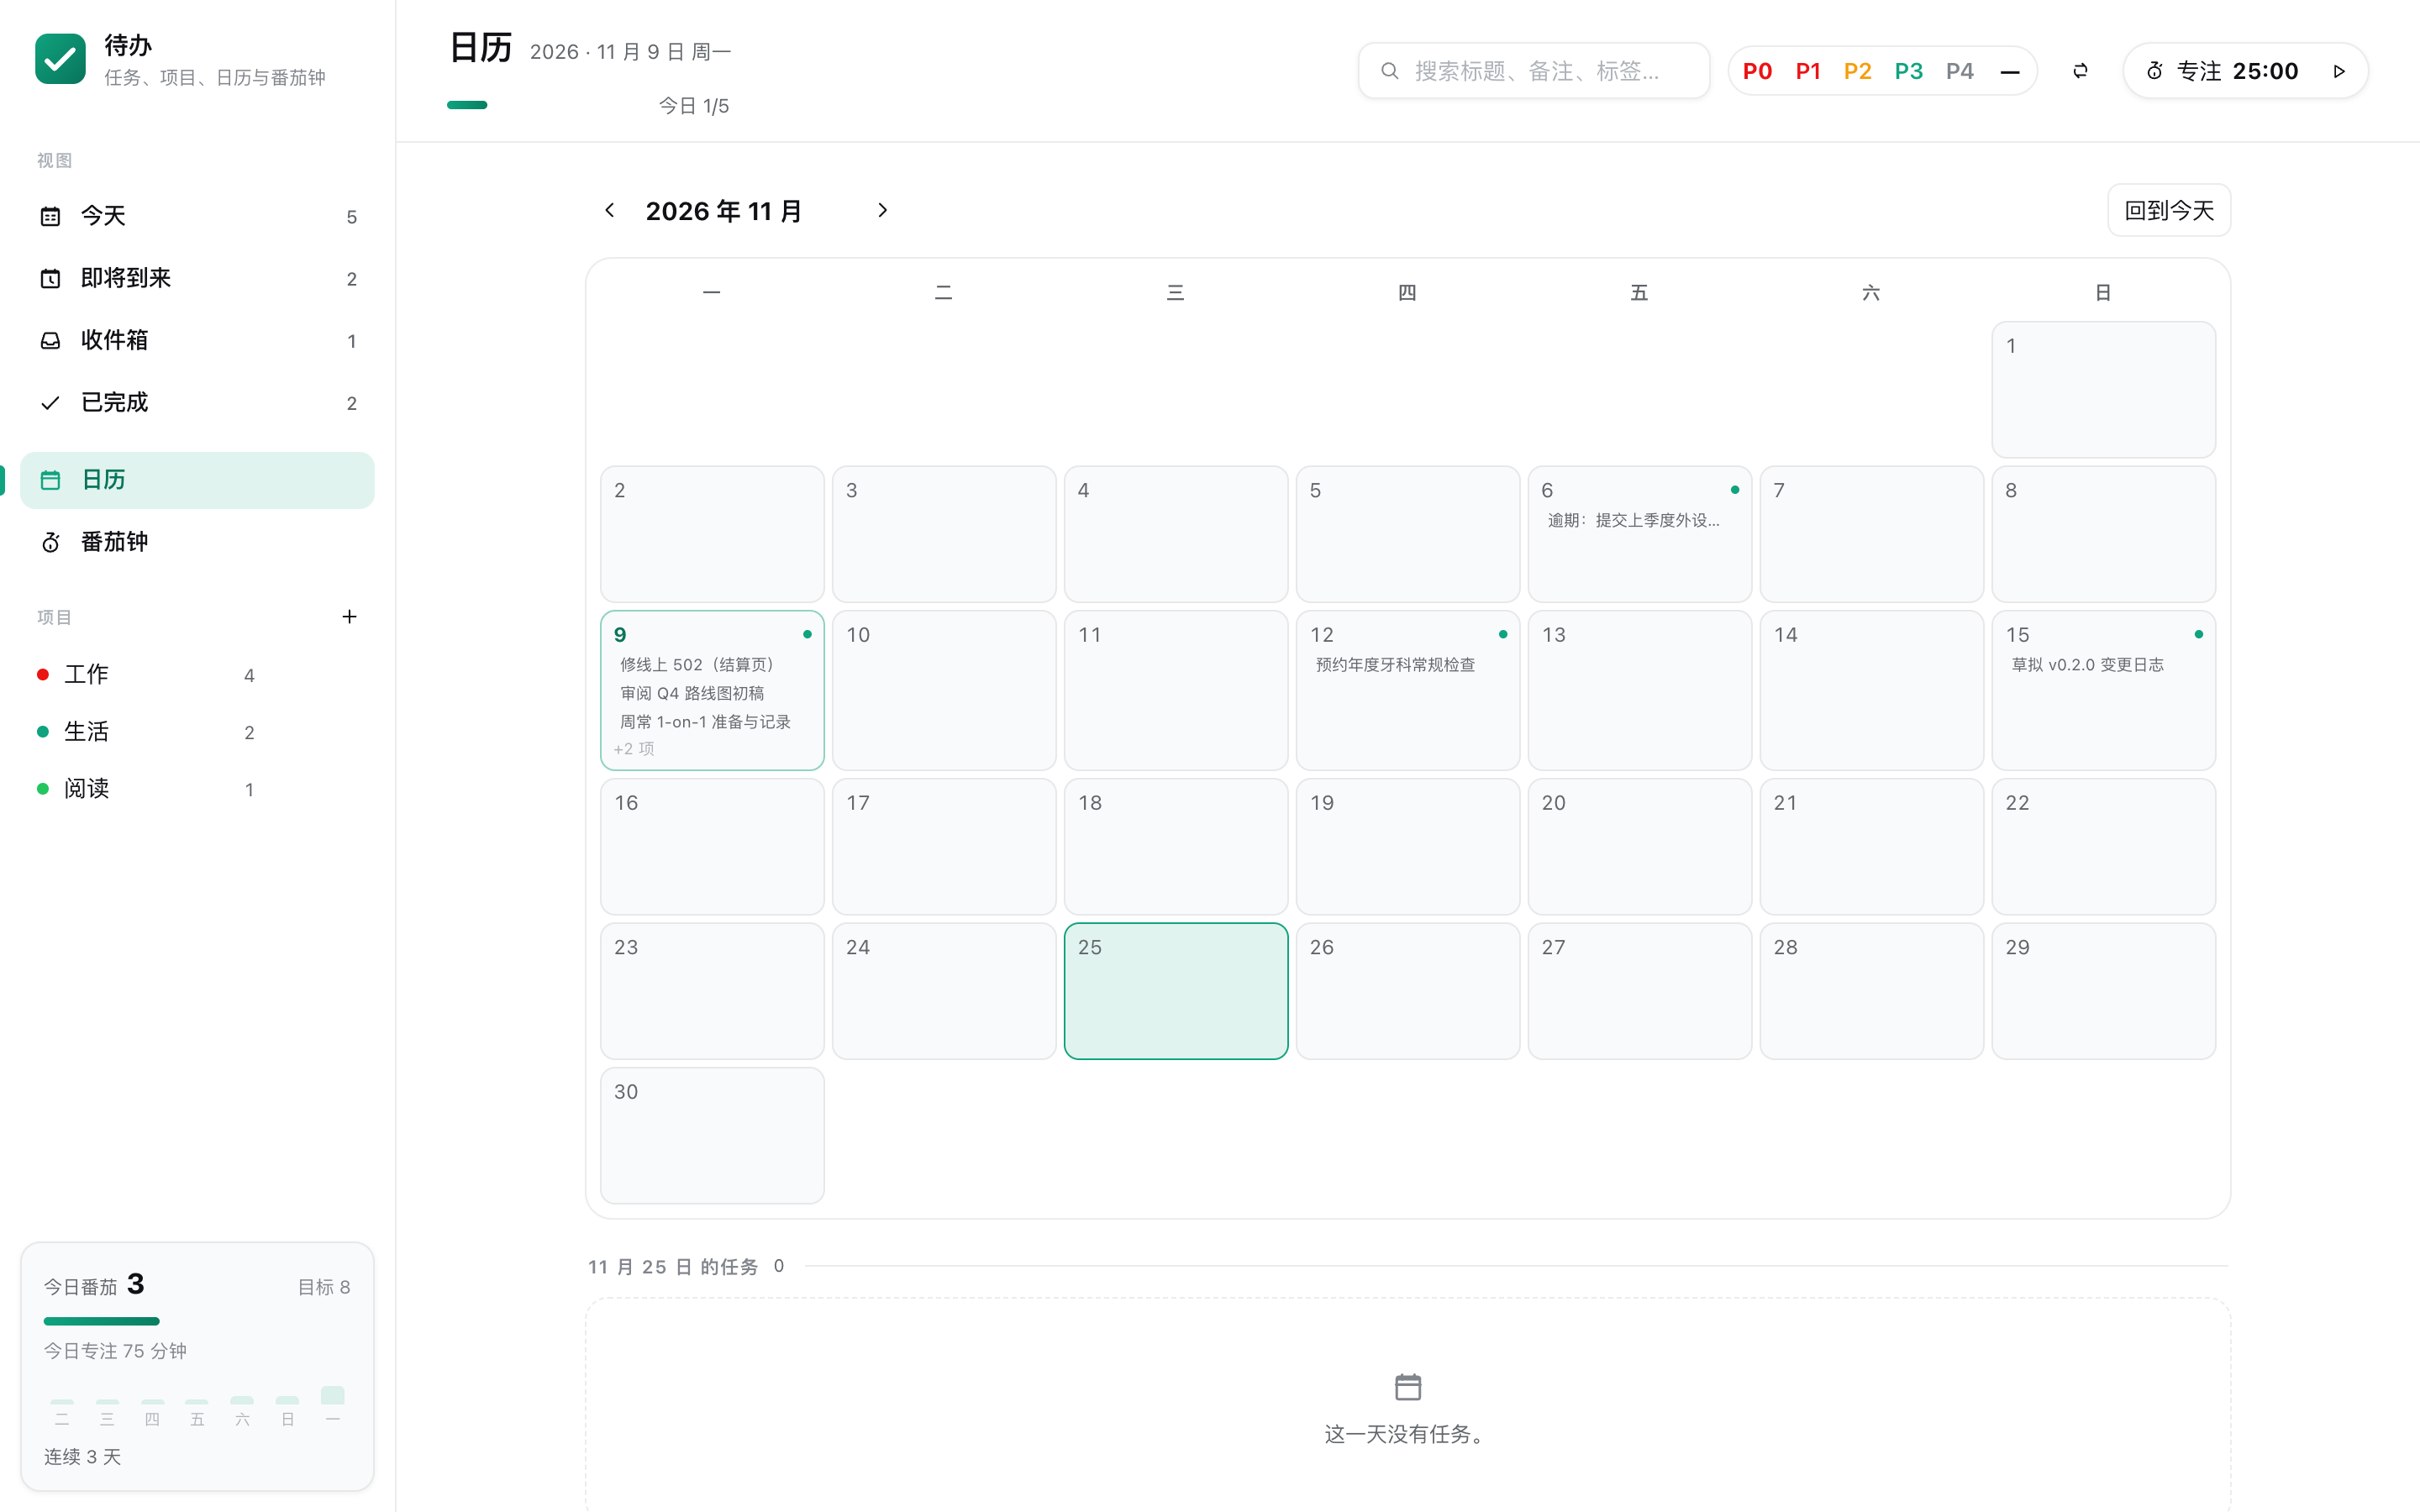 待办
任务、项目、日历与番茄钟
视图
今天 5
即将到来 2
收件箱 1
已完成 2
日历
番茄钟
项目 +
工作 4
生活 2
阅读 1
今日番茄 3 目标 8
今日专注 75 分钟
二 三 四 五 六 日 一
连续 3 天
日历 2026 · 11 月 9 日 周一
今日 1/5
搜索标题、备注、标签...
P0 P1 P2 P3 P4 —
专注 25:00
2026 年 11 月
回到今天
一 二 三 四 五 六 日
1
2 3 4 5 6 7 8
逾期：提交上季度外设...
9 10 11 12 13 14 15
修线上 502（结算页） 预约年度牙科常规检查 草拟 v0.2.0 变更日志
审阅 Q4 路线图初稿
周常 1-on-1 准备与记录
+2 项
16 17 18 19 20 21 22
23 24 25 26 27 28 29
30
11 月 25 日 的任务 0
这一天没有任务。